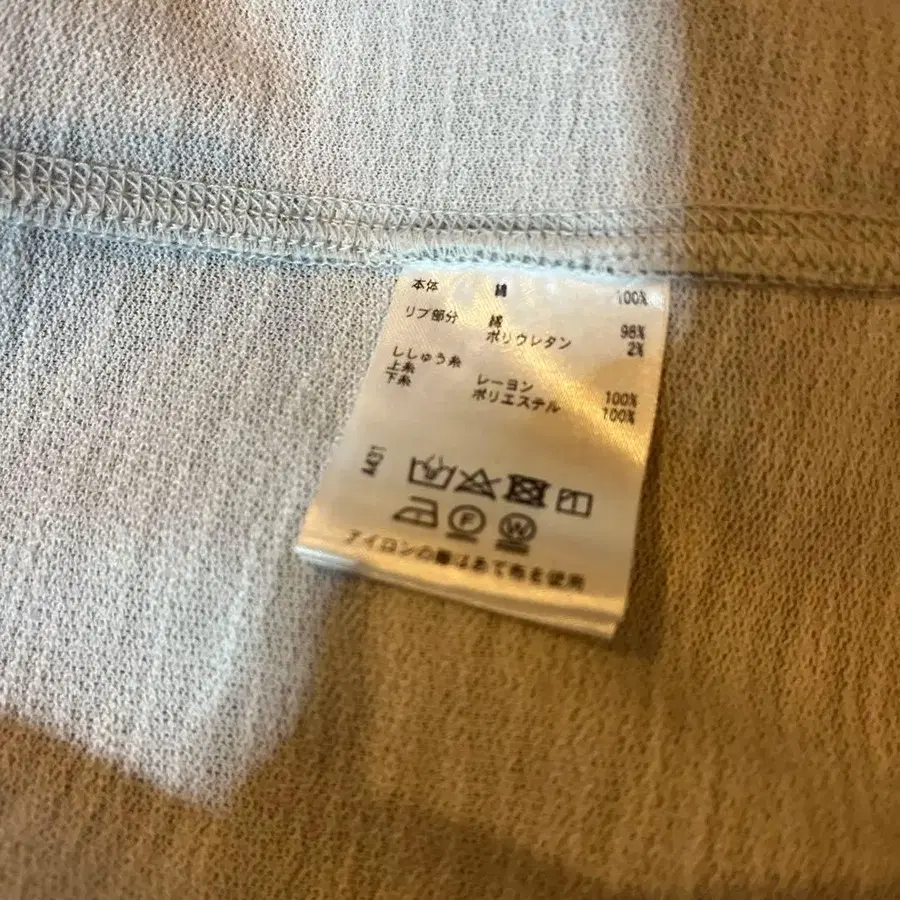 本体 綿 100%
リブ部分 綿 98%
ポリウレタン 2%
ししゅう糸
上糸 レーヨン 100%
下糸 ポリエステル 100%
F W
アイロンの際はあて布を使用